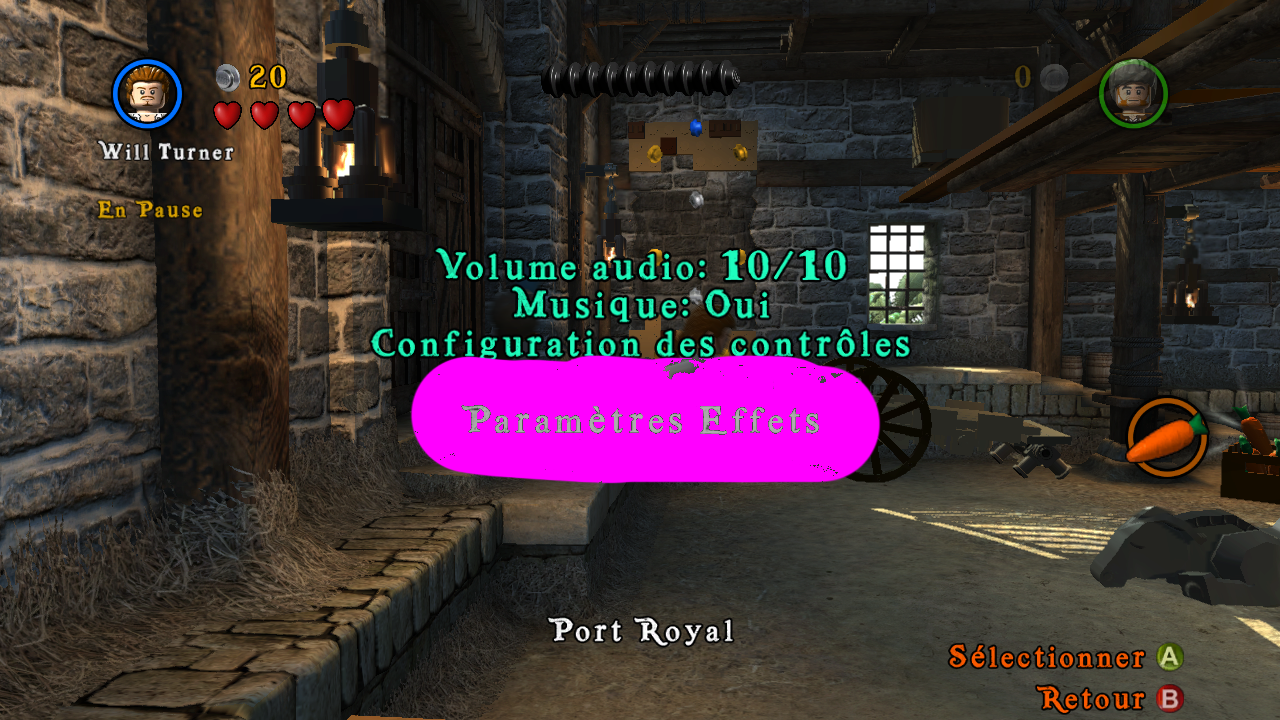 20
0
Will Turner
En Pause
Volume audio: 10/10
Musique: Oui
Configuration des contrôles
Paramètres Effets
Port Royal
Sélectionner A
Retour B